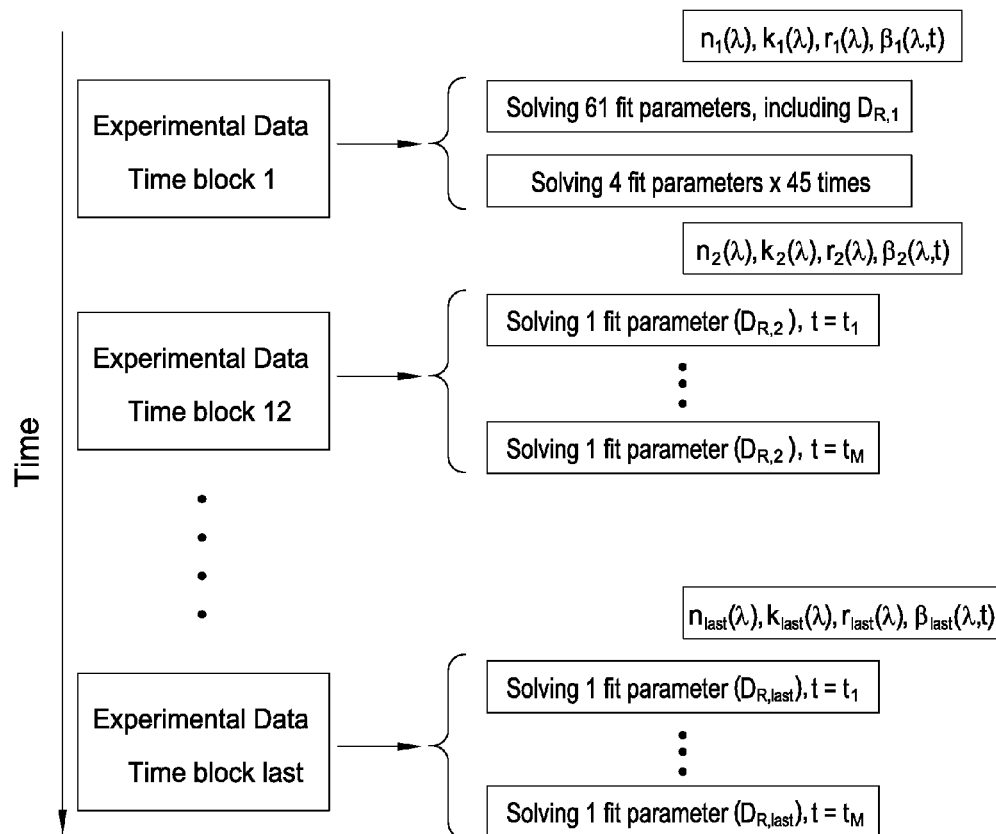 n₁(λ), k₁(λ), r₁(λ), β₁(λ,t)
Experimental Data
Time block 1
Solving 61 fit parameters, including D_R,1
Solving 4 fit parameters x 45 times
n₂(λ), k₂(λ), r₂(λ), β₂(λ,t)
Experimental Data
Time block 12
Solving 1 fit parameter (D_R,2 ), t = t₁
Solving 1 fit parameter (D_R,2 ), t = t_M
Time
n_last(λ), k_last(λ), r_last(λ), β_last(λ,t)
Experimental Data
Time block last
Solving 1 fit parameter (D_R,last), t = t₁
Solving 1 fit parameter (D_R,last), t = t_M